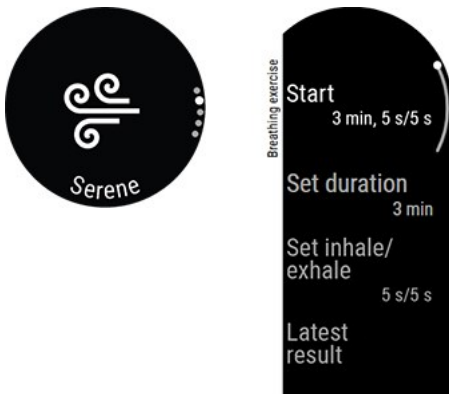 Serene
Breathing exercise
Start
3 min, 5 s/5 s
Set duration
3 min
Set inhale/
exhale
5 s/5 s
Latest
result